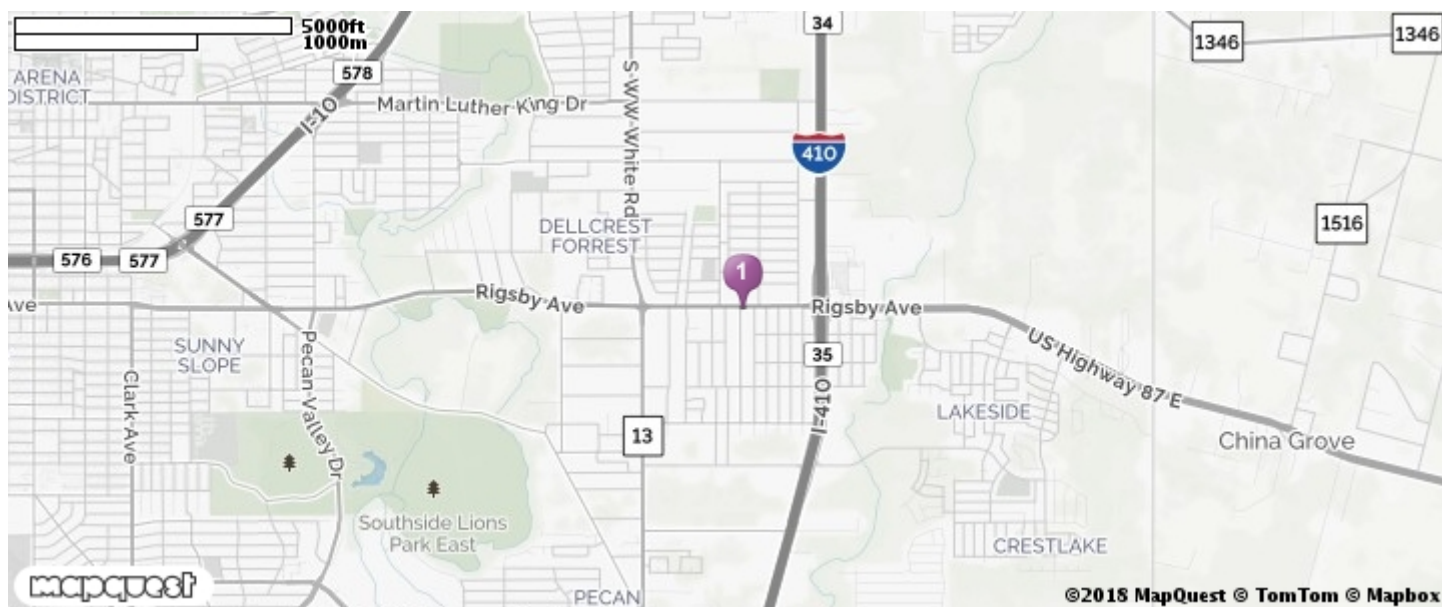 5000ft
1000m
34
1346
1346
578
ARENA
DISTRICT
I-10
Martin Luther King Dr
S-WW-White Rd
410
577
1516
DELLCREST
FORREST
576
577
1
Ave
Rigsby Ave
Rigsby Ave
SUNNY
SLOPE
Pecan-Valley Dr
35
US Highway 87 E
Clark-Ave
I-410
LAKESIDE
13
China Grove
Southside Lions
Park East
CRESTLAKE
mapquest
PECAN
©2018 MapQuest © TomTom © Mapbox